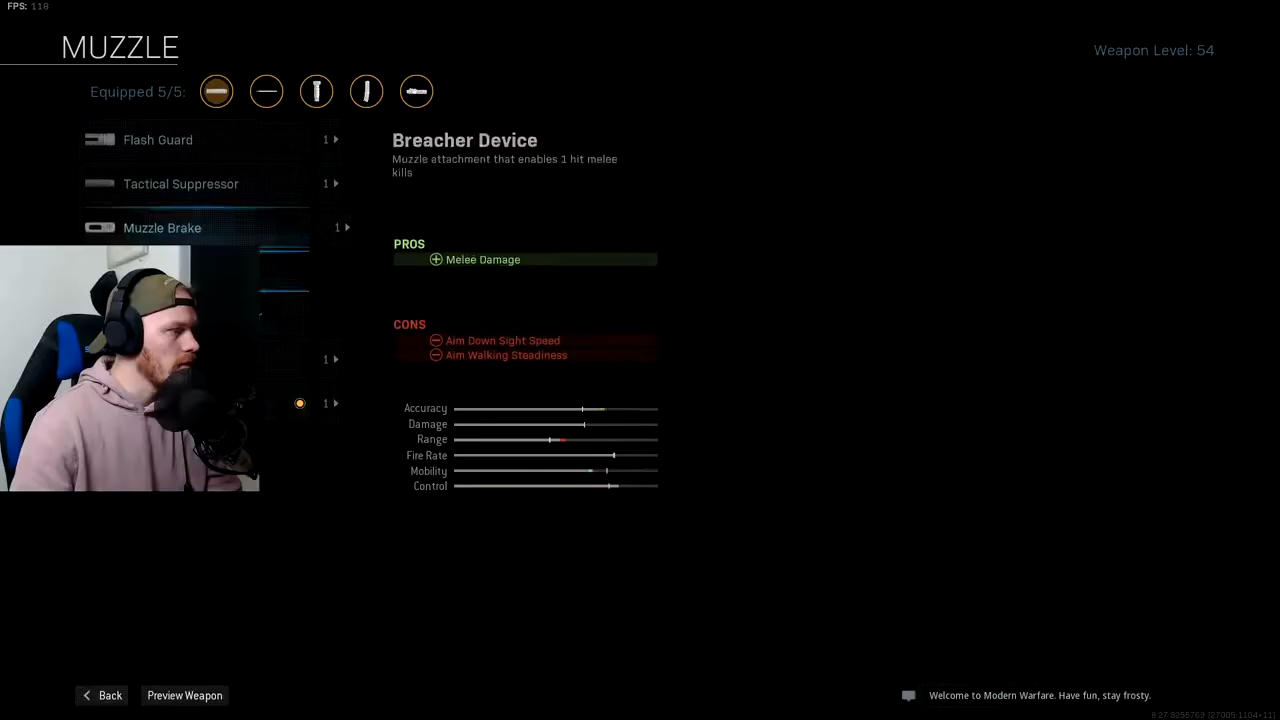 FPS: 118
MUZZLE
Weapon Level: 54
Equipped 5/5:
Flash Guard 1
Breacher Device
Muzzle attachment that enables 1 hit melee
kills
Tactical Suppressor 1
Muzzle Brake 1
PROS
Melee Damage
CONS
Aim Down Sight Speed
Aim Walking Steadiness
1
1
Accuracy
Damage
Range
Fire Rate
Mobility
Control
Back
Preview Weapon
Welcome to Modern Warfare. Have fun, stay frosty.